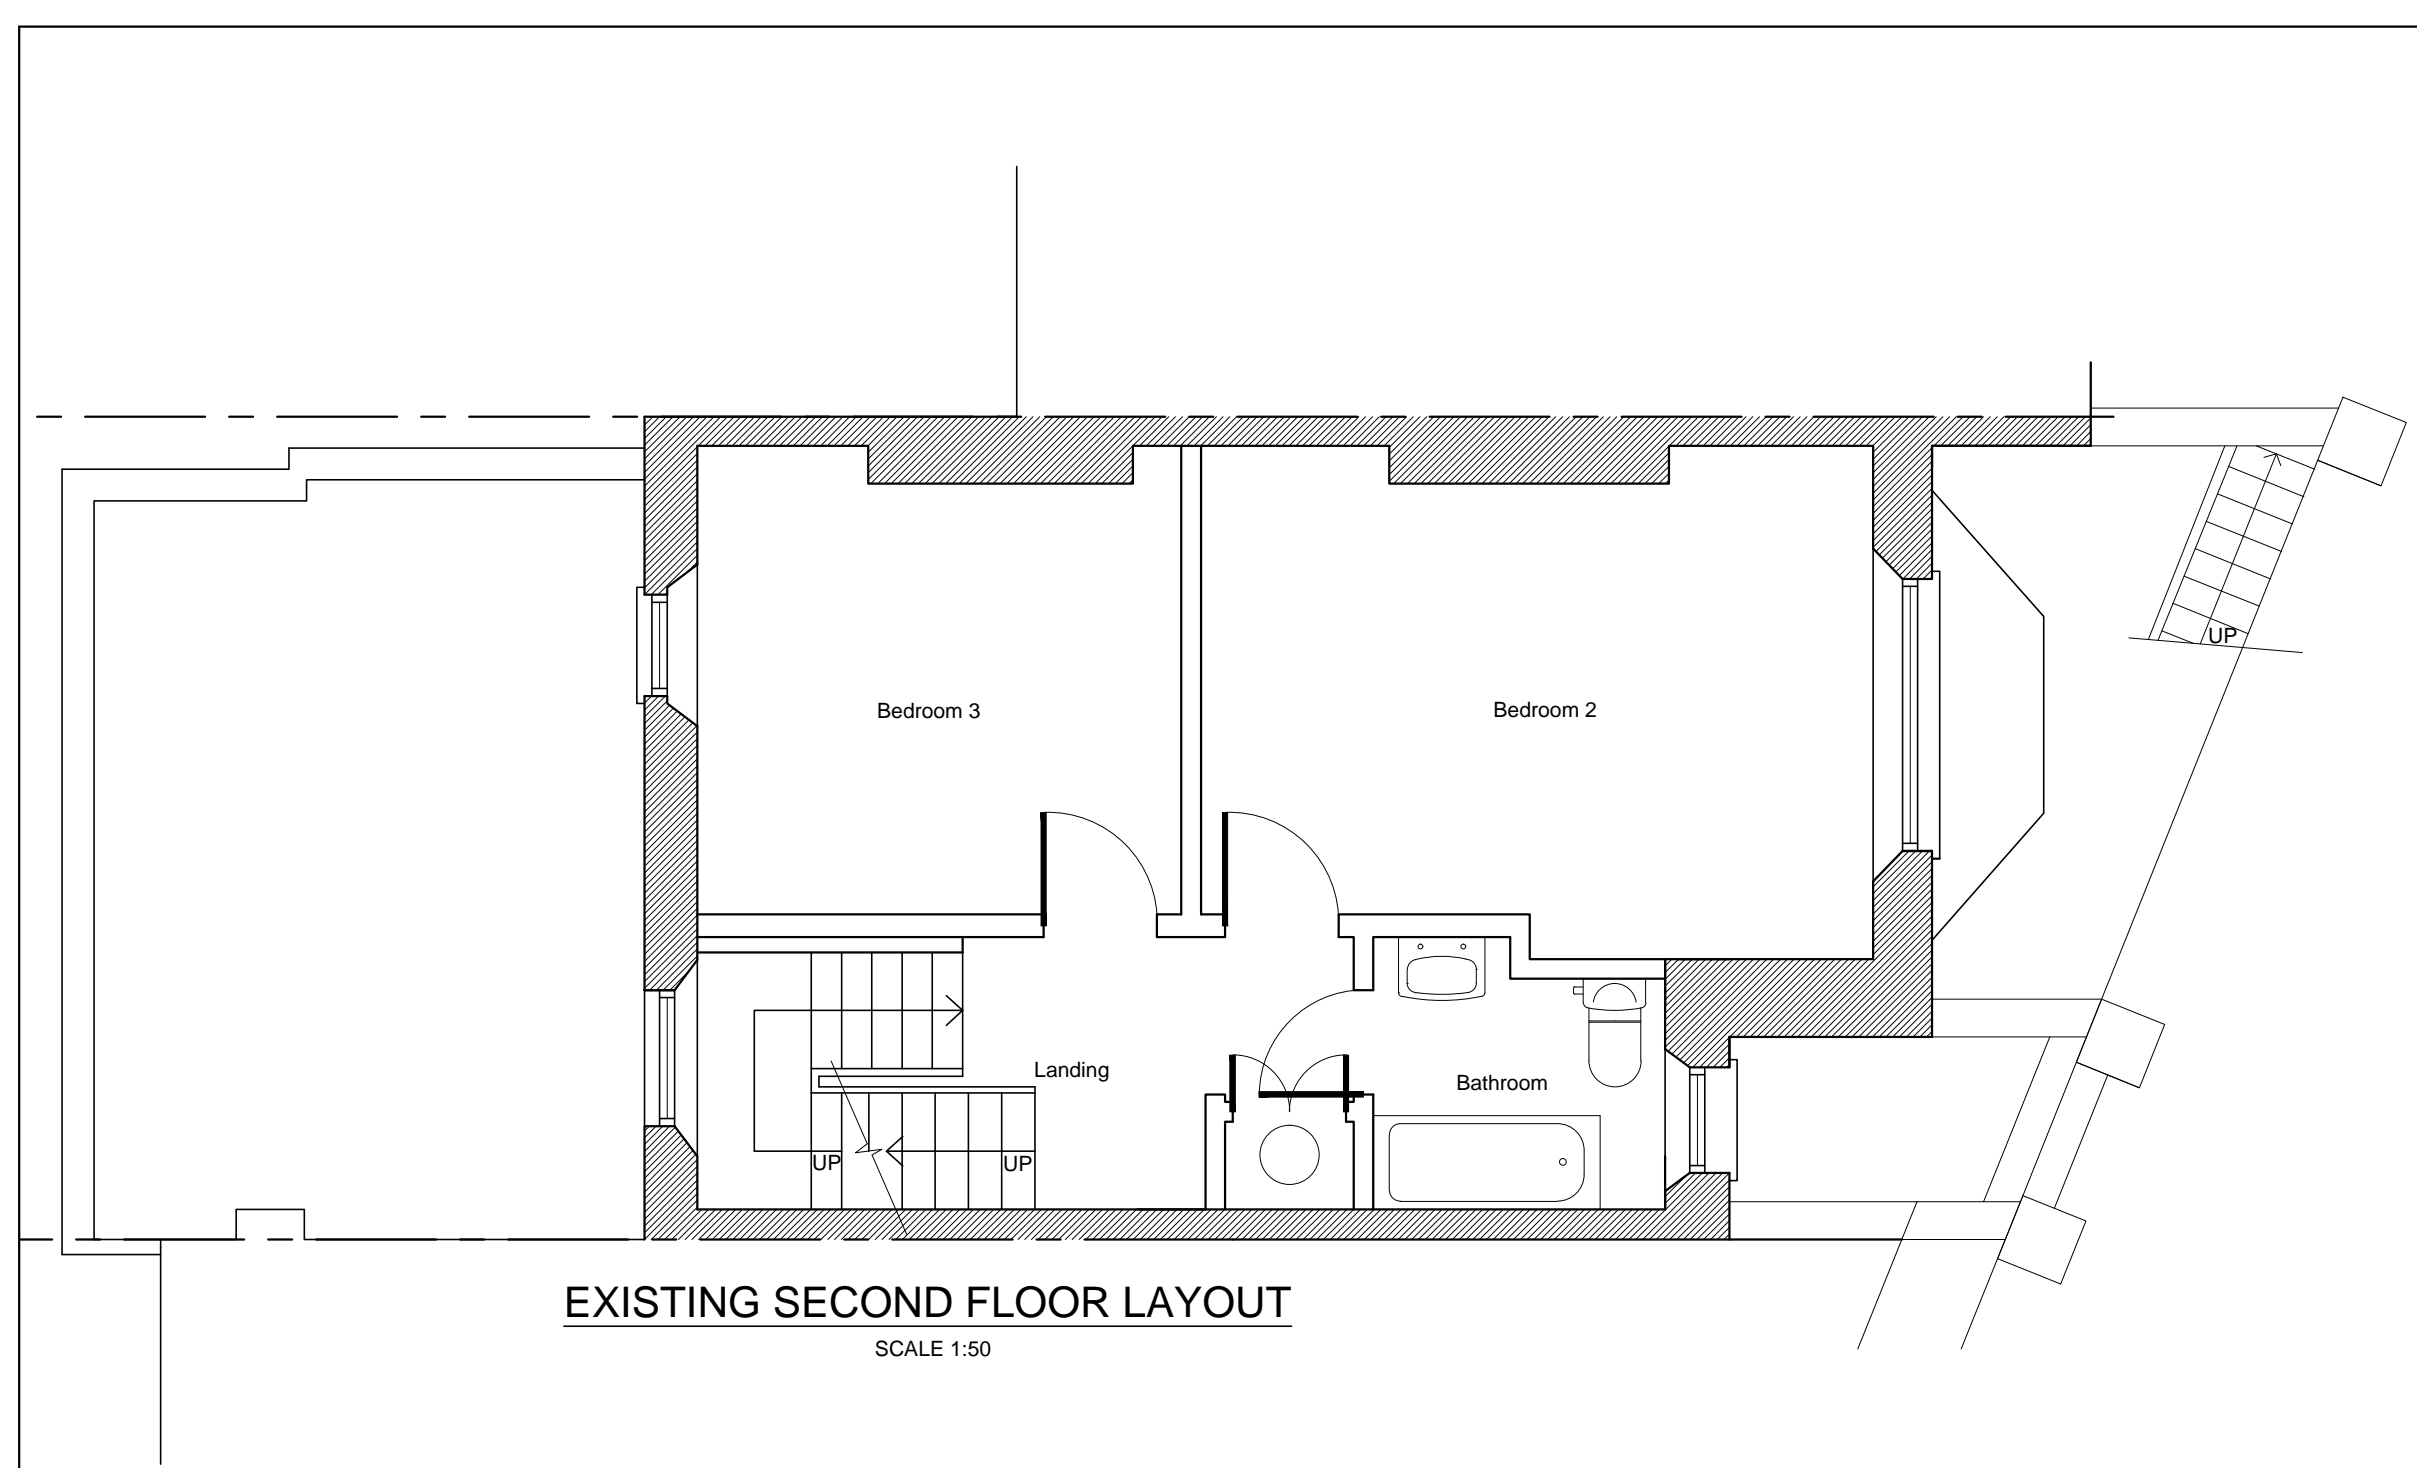 UP
Bedroom 3
Bedroom 2
Landing
Bathroom
UP
UP
EXISTING SECOND FLOOR LAYOUT
SCALE 1:50